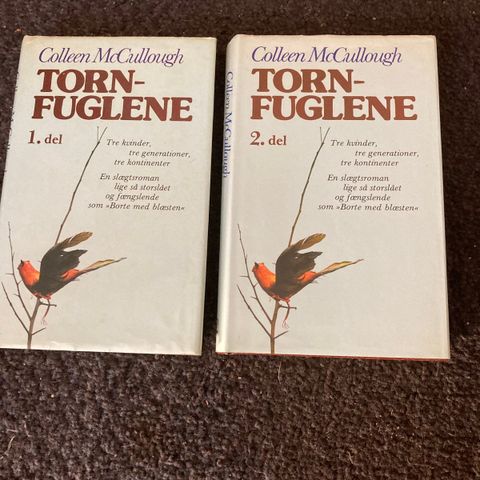 Colleen McCullough
TORN-
FUGLENE
1. del
Tre kvinder,
tre generationer,
tre kontinenter
En slægtsroman
lige så storslået
og fængslende
som »Borte med blæsten«
Colleen McCullough
Colleen McCullough
TORN-
FUGLENE
2. del
Tre kvinder,
tre generationer,
tre kontinenter
En slægtsroman
lige så storslået
og fængslende
som »Borte med blæsten«